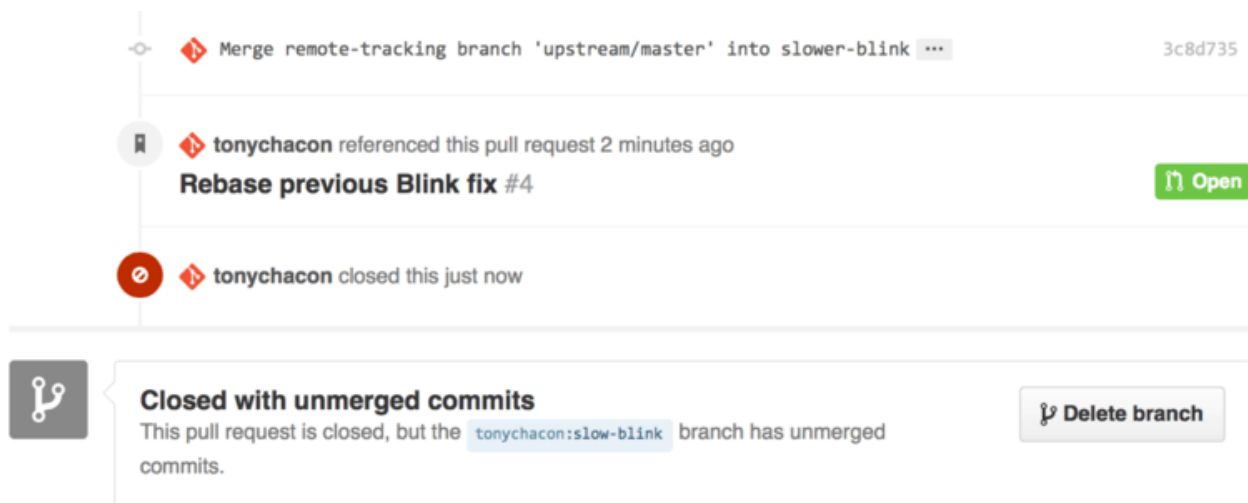 Merge remote-tracking branch 'upstream/master' into slower-blink ··· 3c8d735
tonychacon referenced this pull request 2 minutes ago
Rebase previous Blink fix #4 Open
tonychacon closed this just now
Closed with unmerged commits
This pull request is closed, but the tonychacon:slow-blink branch has unmerged
commits.
Delete branch